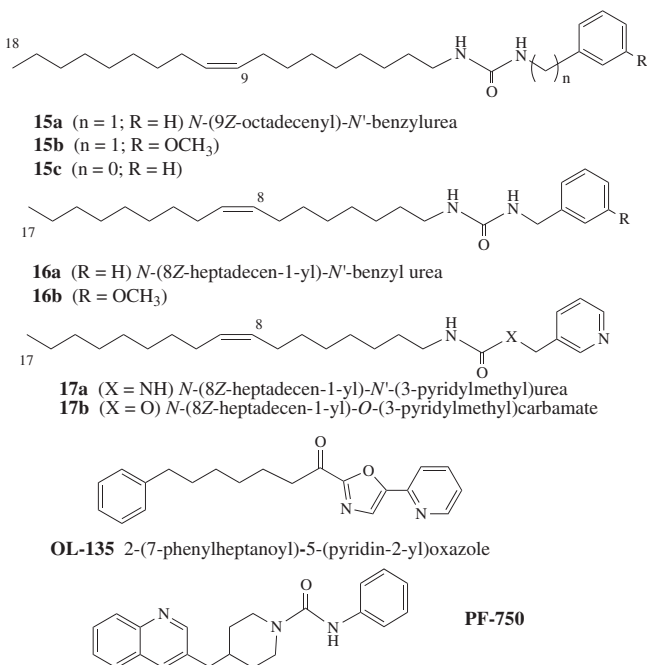 18
9
H
N
H
N
O
n
R
15a (n = 1; R = H) N-(9Z-octadecenyl)-N'-benzylurea
15b (n = 1; R = OCH3)
15c (n = 0; R = H)
17
8
H
N
H
N
O
R
16a (R = H) N-(8Z-heptadecen-1-yl)-N'-benzyl urea
16b (R = OCH3)
17
8
H
N
X
O
N
17a (X = NH) N-(8Z-heptadecen-1-yl)-N'-(3-pyridylmethyl)urea
17b (X = O) N-(8Z-heptadecen-1-yl)-O-(3-pyridylmethyl)carbamate
O
O
N
N
OL-135 2-(7-phenylheptanoyl)-5-(pyridin-2-yl)oxazole
N
O
N
N
H
PF-750